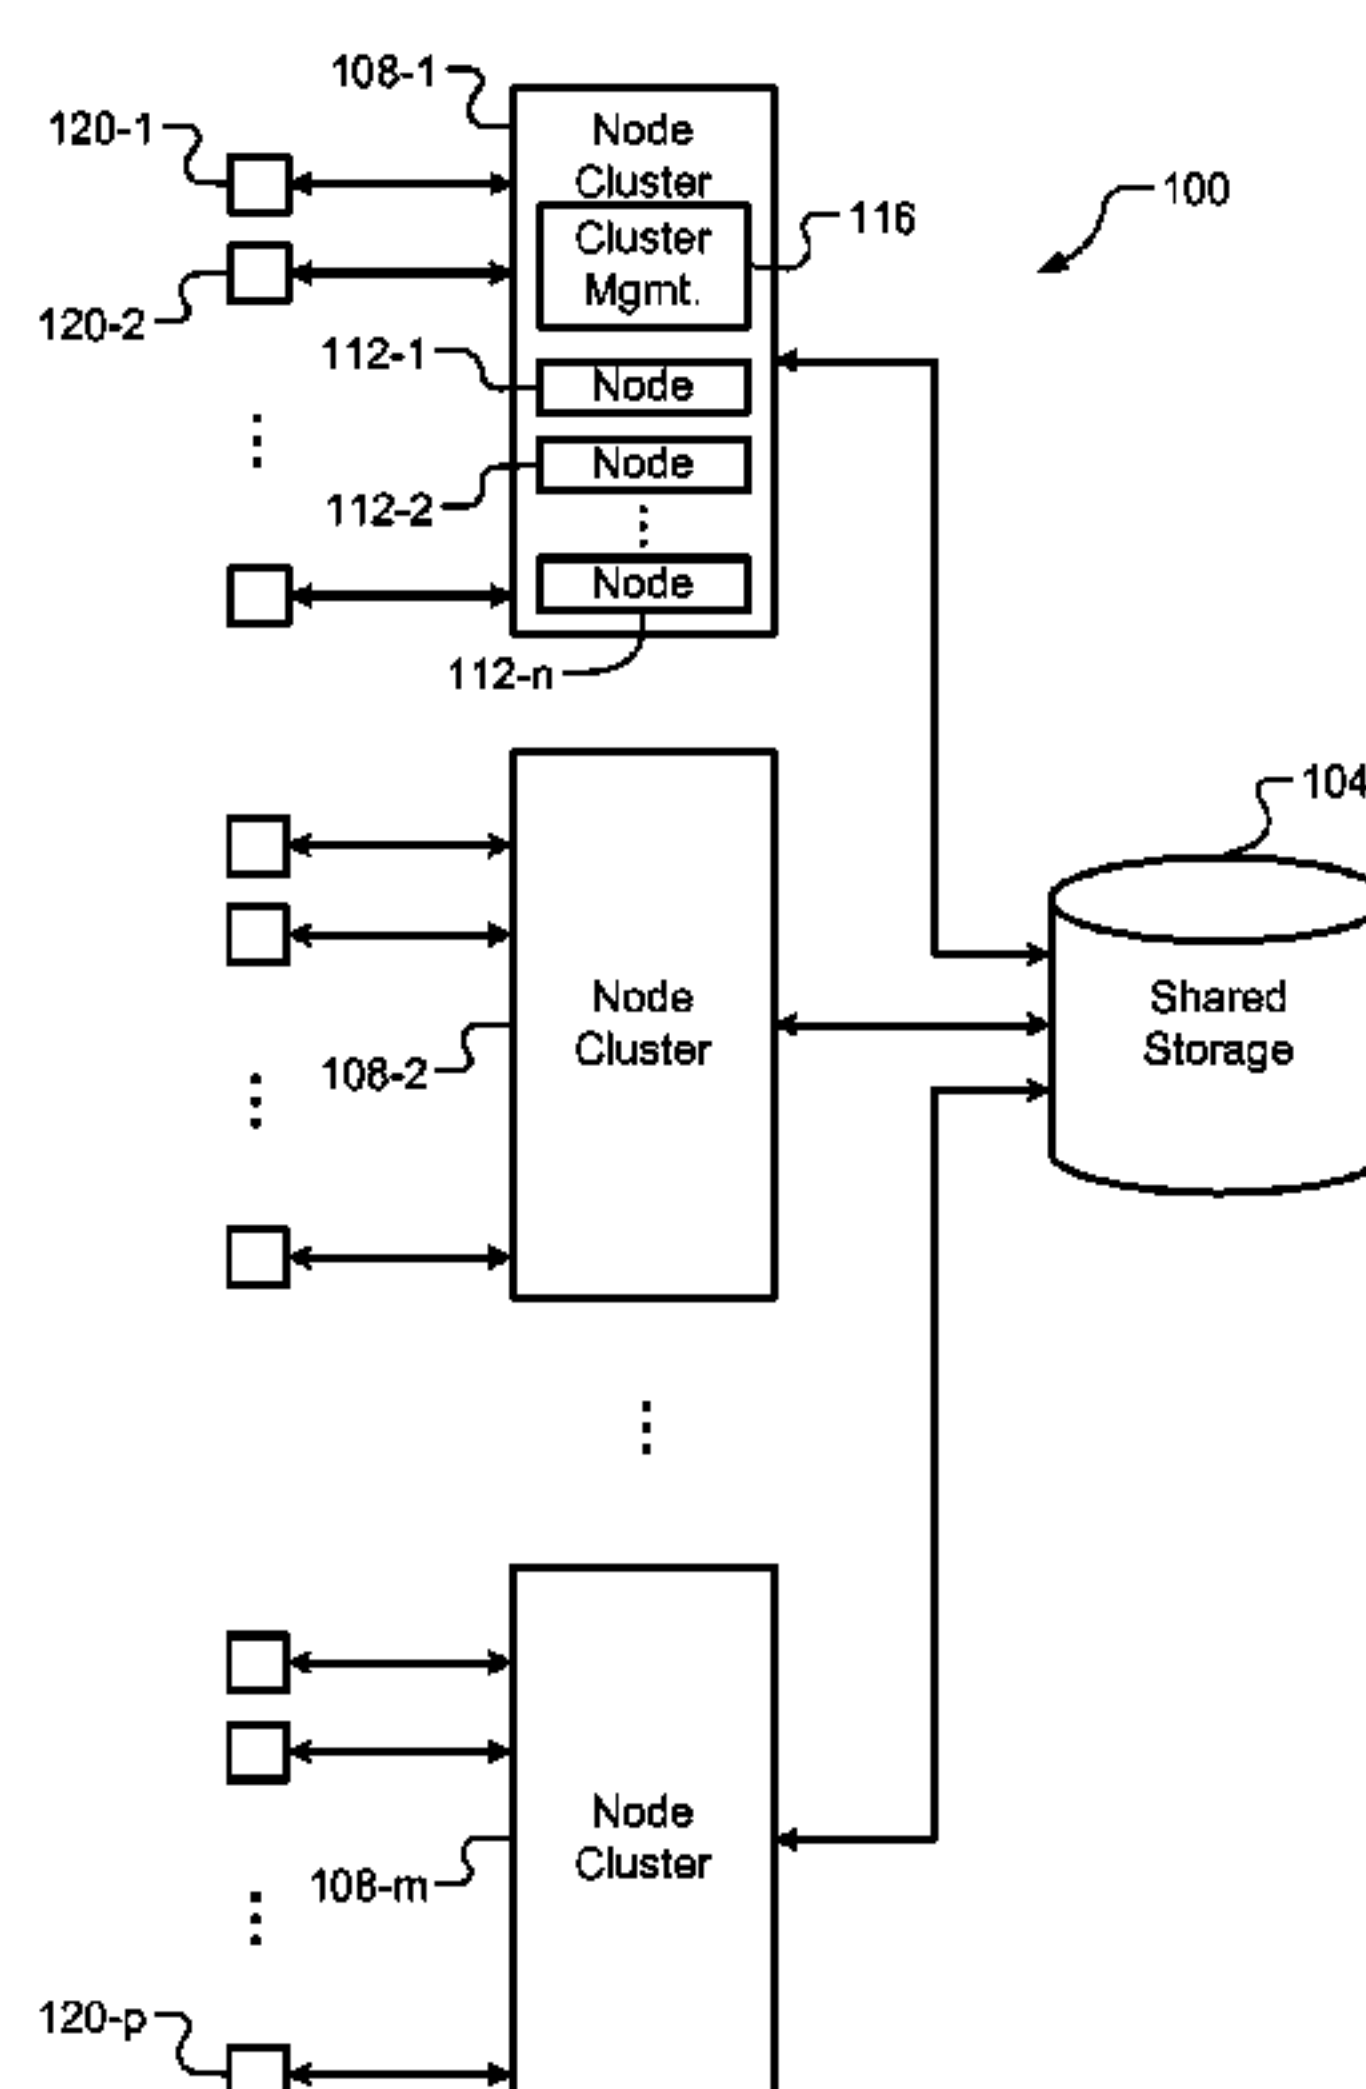 108-1
120-1
Node
Cluster
100
116
Cluster
Mgmt.
120-2
112-1
Node
Node
112-2
Node
112-n
104
Node
Cluster
Shared
Storage
108-2
Node
Cluster
108-m
120-p